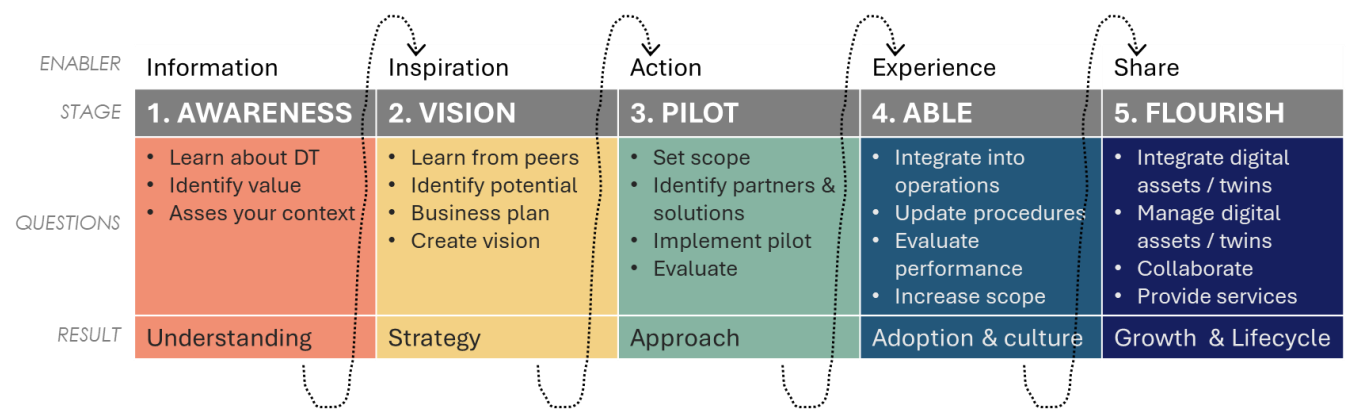 ENABLER Information Inspiration Action Experience Share
STAGE 1. AWARENESS 2. VISION 3. PILOT 4. ABLE 5. FLOURISH
QUESTIONS
• Learn about DT
• Identify value
• Asses your context
• Learn from peers
• Identify potential
• Business plan
• Create vision
• Set scope
• Identify partners &
solutions
• Implement pilot
• Evaluate
• Integrate into
operations
• Update procedures
• Evaluate
performance
• Increase scope
• Integrate digital
assets / twins
• Manage digital
assets / twins
• Collaborate
• Provide services
RESULT Understanding Strategy Approach Adoption & culture Growth & Lifecycle